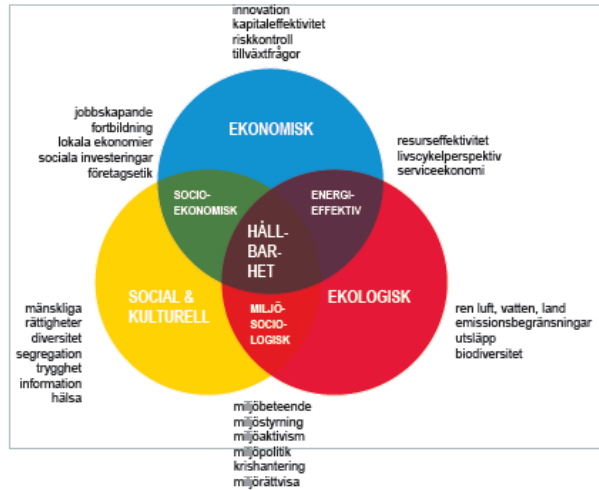 innovation
kapitaleffektivitet
riskkontroll
tillväxtfrågor
EKONOMISK
jobbskapande
fortbildning
lokala ekonomier
sociala investeringar
företagsetik
resurseffektivitet
livscykelperspektiv
serviceekonomi
SOCIO-
EKONOMISK
ENERGI-
EFFEKTIV
HÅLL-
BAR-
HET
SOCIAL &
KULTURELL
MILJÖ-
SOCIO-
LOGISK
EKOLOGISK
mänskliga
rättigheter
diversitet
segregation
trygghet
information
hälsa
ren luft, vatten, land
emissionsbegränsningar
utsläpp
biodiversitet
miljöbeteende
miljöstyrning
miljöaktivism
miljöpolitik
krishantering
miljörättvisa